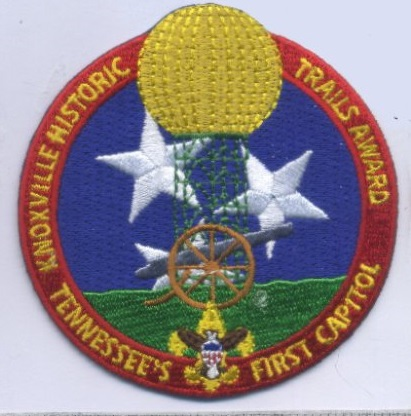 KNOXVILLE HISTORIC TRAILS AWARD
TENNESSEE'S FIRST CAPITOL